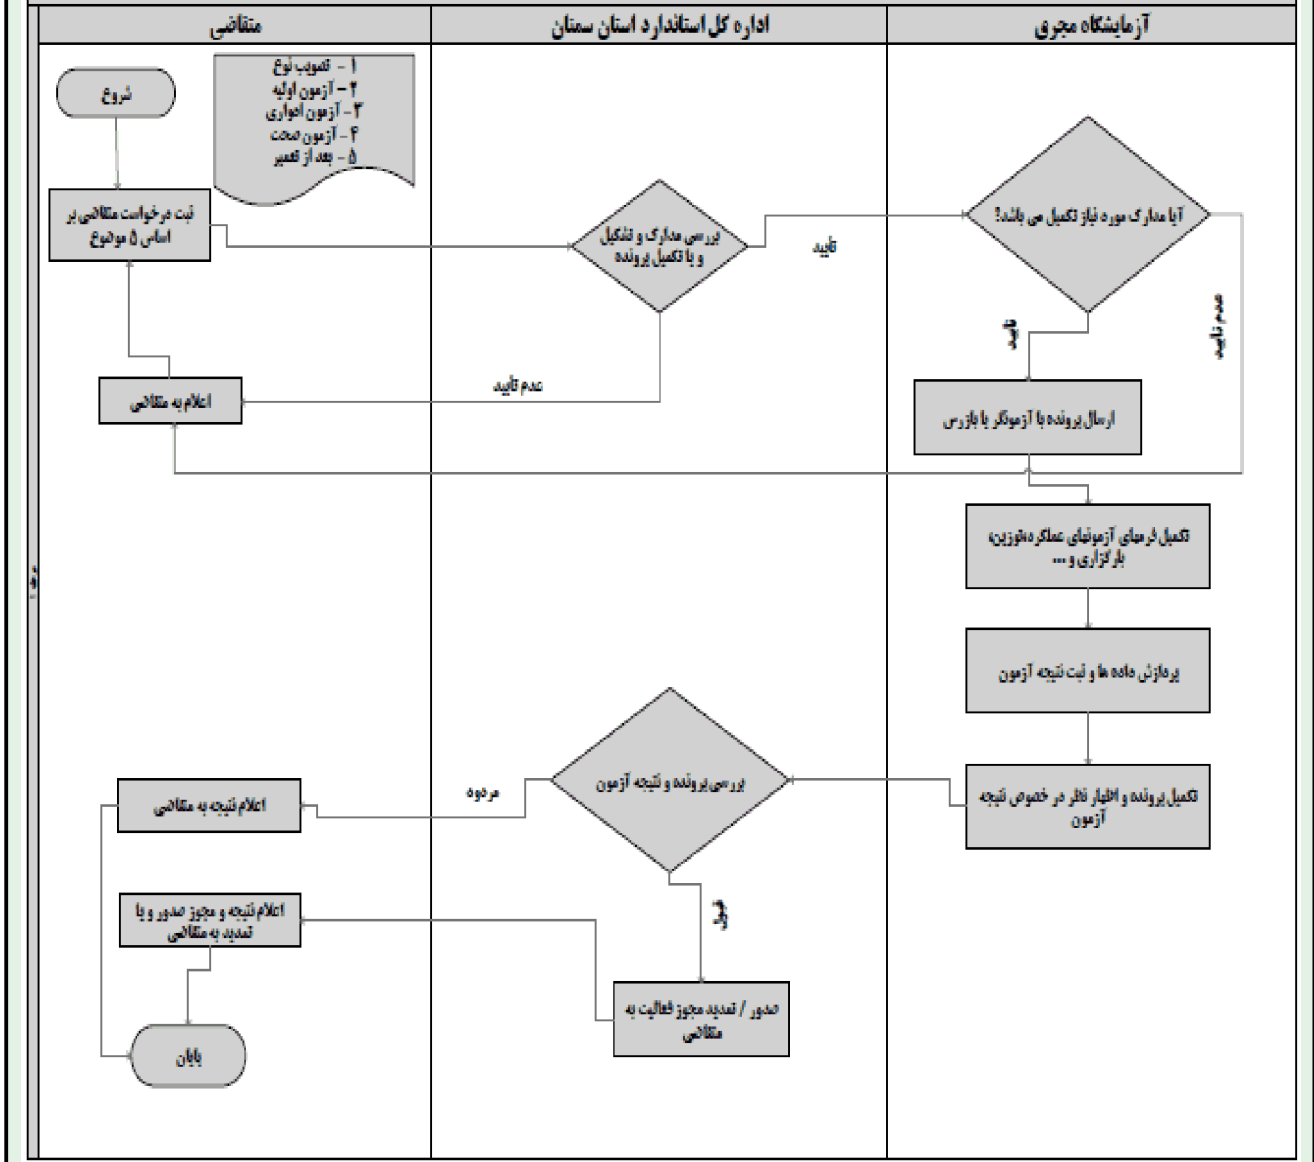 متقاضی
اداره کل استاندارد استان سمنان
آزمایشگاه مجری
شروع
۱ - تصویب نوع
۲ - آزمون اولیه
۳ - آزمون ادواری
۴ - آزمون صحت
۵ - بعد از تعمیر
ثبت درخواست متقاضی بر
اساس ۵ موضوع
بررسی مدارک و تشکیل
و یا تکمیل پرونده
تأیید
آیا مدارک مورد نیاز تکمیل می باشد؟
عدم تایید
تایید
عدم تأیید
اعلام به متقاضی
ارسال پرونده با آزمونگر یا بازرس
تکمیل فرمهای آزمونهای عملکرد،توزین،
بارگزاری و ...
پردازش داده ها و ثبت نتیجه آزمون
تکمیل پرونده و اظهار نظر در خصوص نتیجه
آزمون
بررسی پرونده و نتیجه آزمون
مردود
اعلام نتیجه به متقاضی
قبول
صدور / تمدید مجوز فعالیت به
متقاضی
اعلام نتیجه و مجوز صدور و یا
تمدید به متقاضی
پایان